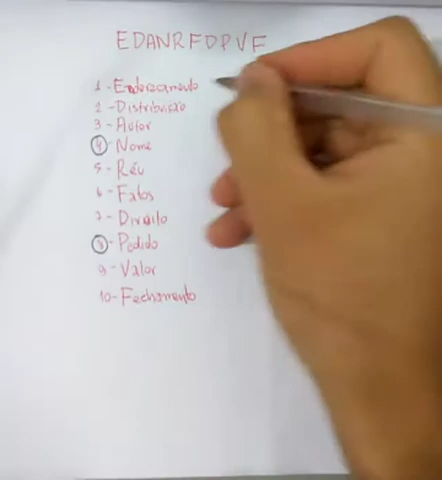 EDANRFDPVF
1 - Endereçamento
2 - Distribuição
3 - Autor
4 - Nome
5 - Réu
6 - Fatos
7 - Direito
8 - Pedido
9 - Valor
10 - Fechamento